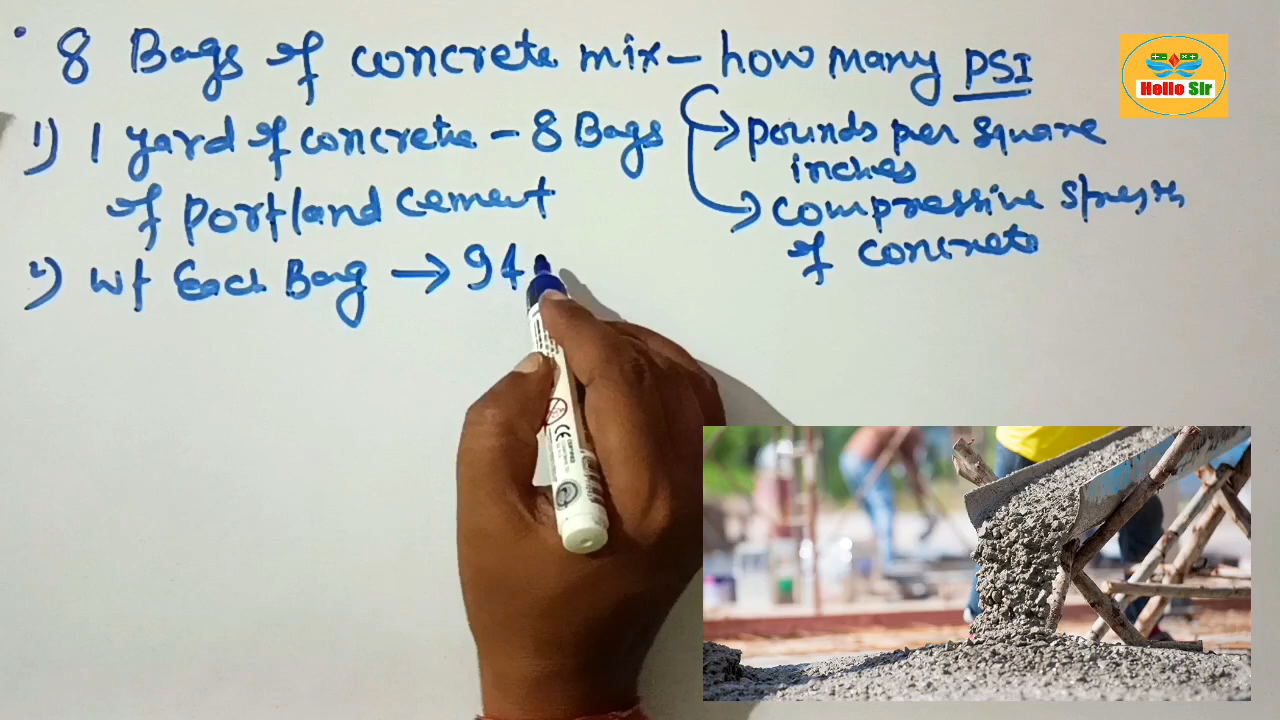 8 Bags of concrete mix – how many PSI
1) 1 yard of concrete – 8 Bags
of portland cement
→ pounds per square
inches
→ compressive
of concrete
2) wt Each Bag → 94
Hello Sir
CE